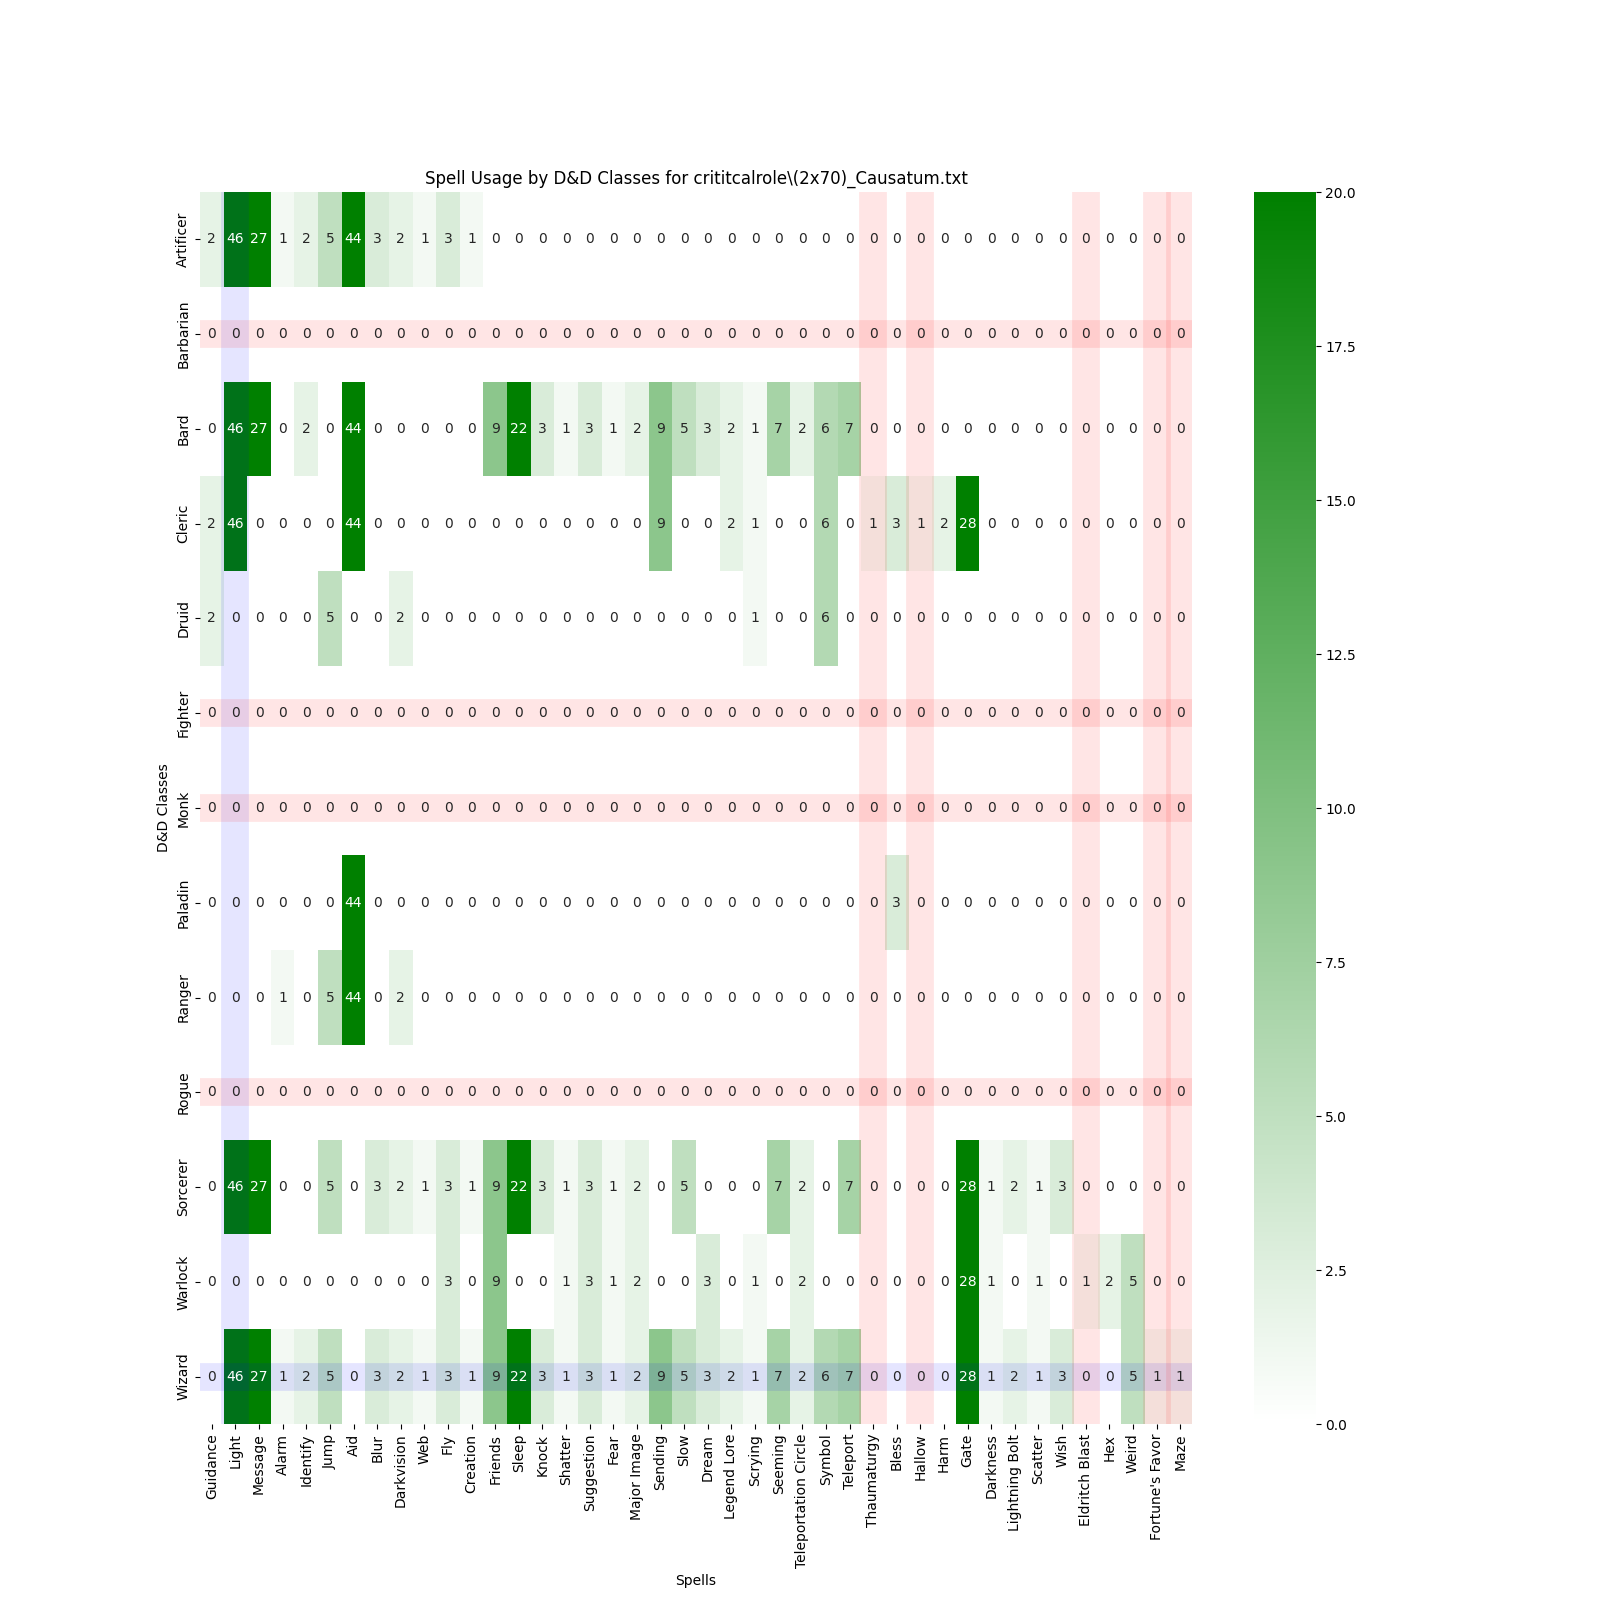 Spell Usage by D&D Classes for crititcalrole\(2x70)_Causatum.txt
D&D Classes
Artificer 2 46 27 1 2 5 44 3 2 1 3 1 0 0 0 0 0 0 0 0 0 0 0 0 0 0 0 0 0 0 0 0 0 0 0 0 0 0 0 0 0 0
Barbarian 0 0 0 0 0 0 0 0 0 0 0 0 0 0 0 0 0 0 0 0 0 0 0 0 0 0 0 0 0 0 0 0 0 0 0 0 0 0 0 0 0 0
Bard 0 46 27 0 2 0 44 0 0 0 0 0 9 22 3 1 3 1 2 9 5 3 2 1 7 2 6 7 0 0 0 0 0 0 0 0 0 0 0 0 0 0
Cleric 2 46 0 0 0 0 44 0 0 0 0 0 0 0 0 0 0 0 0 9 0 0 2 1 0 0 6 0 1 3 1 2 28 0 0 0 0 0 0 0 0 0
Druid 2 0 0 0 0 5 0 0 2 0 0 0 0 0 0 0 0 0 0 0 0 0 0 1 0 0 6 0 0 0 0 0 0 0 0 0 0 0 0 0 0 0
Fighter 0 0 0 0 0 0 0 0 0 0 0 0 0 0 0 0 0 0 0 0 0 0 0 0 0 0 0 0 0 0 0 0 0 0 0 0 0 0 0 0 0 0
Monk 0 0 0 0 0 0 0 0 0 0 0 0 0 0 0 0 0 0 0 0 0 0 0 0 0 0 0 0 0 0 0 0 0 0 0 0 0 0 0 0 0 0
Paladin 0 0 0 0 0 0 44 0 0 0 0 0 0 0 0 0 0 0 0 0 0 0 0 0 0 0 0 0 0 3 0 0 0 0 0 0 0 0 0 0 0 0
Ranger 0 0 0 1 0 5 44 0 2 0 0 0 0 0 0 0 0 0 0 0 0 0 0 0 0 0 0 0 0 0 0 0 0 0 0 0 0 0 0 0 0 0
Rogue 0 0 0 0 0 0 0 0 0 0 0 0 0 0 0 0 0 0 0 0 0 0 0 0 0 0 0 0 0 0 0 0 0 0 0 0 0 0 0 0 0 0
Sorcerer 0 46 27 0 0 5 0 3 2 1 3 1 9 22 3 1 3 1 2 0 5 0 0 0 7 2 0 7 0 0 0 0 28 1 2 1 3 0 0 0 0 0
Warlock 0 0 0 0 0 0 0 0 0 0 3 0 9 0 0 1 3 1 2 0 0 3 0 1 0 2 0 0 0 0 0 0 28 1 0 1 0 1 2 5 0 0
Wizard 0 46 27 1 2 5 0 3 2 1 3 1 9 22 3 1 3 1 2 9 5 3 2 1 7 2 6 7 0 0 0 0 28 1 2 1 3 0 0 5 1 1
Guidance
Light
Message
Alarm
Identify
Jump
Aid
Blur
Darkvision
Web
Fly
Creation
Friends
Sleep
Knock
Shatter
Suggestion
Fear
Major Image
Sending
Slow
Dream
Legend Lore
Scrying
Seeming
Teleportation Circle
Symbol
Teleport
Thaumaturgy
Bless
Hallow
Harm
Gate
Darkness
Lightning Bolt
Scatter
Wish
Eldritch Blast
Hex
Weird
Fortune's Favor
Maze
Spells
20.0
17.5
15.0
12.5
10.0
7.5
5.0
2.5
0.0